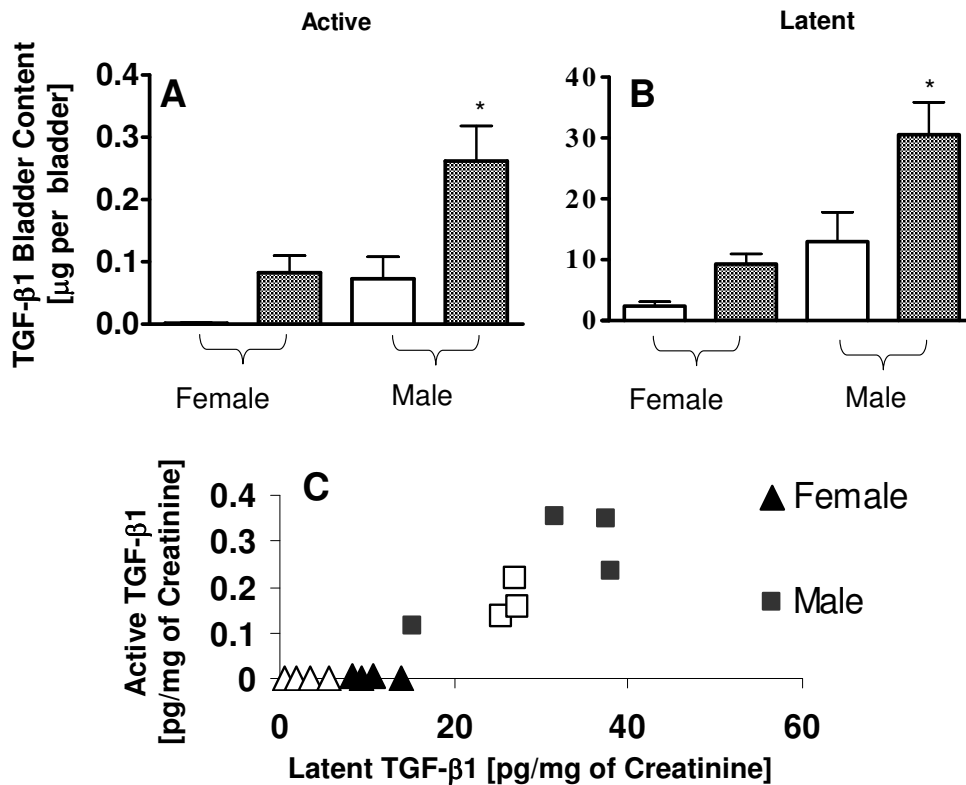 Active
Latent
TGF-β1 Bladder Content
[µg per bladder]
A
0.4
0.3
0.2
0.1
0.0
*
Female
Male
B
40
30
20
10
0
*
Female
Male
C
Active TGF-β1
[pg/mg of Creatinine]
0.4
0.3
0.2
0.1
0
0
20
40
60
Latent TGF-β1 [pg/mg of Creatinine]
Female
Male